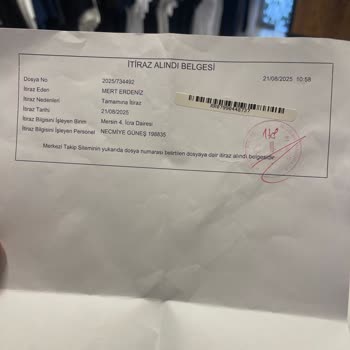 İTİRAZ ALINDI BELGESİ
Dosya No 2025/734492 21/08/2025 10:58
İtiraz Eden MERT ERDENİZ
İtiraz Nedenleri Tamamına İtiraz
İtiraz Tarihi 21/08/2025
İtiraz Bilgisini İşleyen Birim Mersin 4. İcra Dairesi
İtiraz Bilgisini İşleyen Personel NECMİYE GÜNEŞ 198835
Merkezi Takip Sisteminin yukarıda dosya numarası belirtilen dosyaya dair itiraz alındı belgesidir.